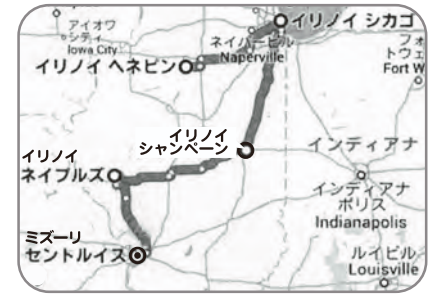 アイオワ
シティ
Iowa City
イリノイ シカゴ
ネイパービル
Naperville
イリノイ ヘネピン
フォ
トウェ
Fort W
イリノイ
シャンペーン
インディアナ
イリノイ
ネイプルズ
インディアナ
ポリス
Indianapolis
ミズーリ
セントルイス
ルイビル
Louisville